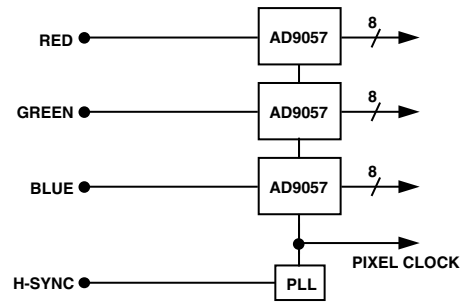 RED AD9057 8
GREEN AD9057 8
BLUE AD9057 8
PIXEL CLOCK
H-SYNC PLL